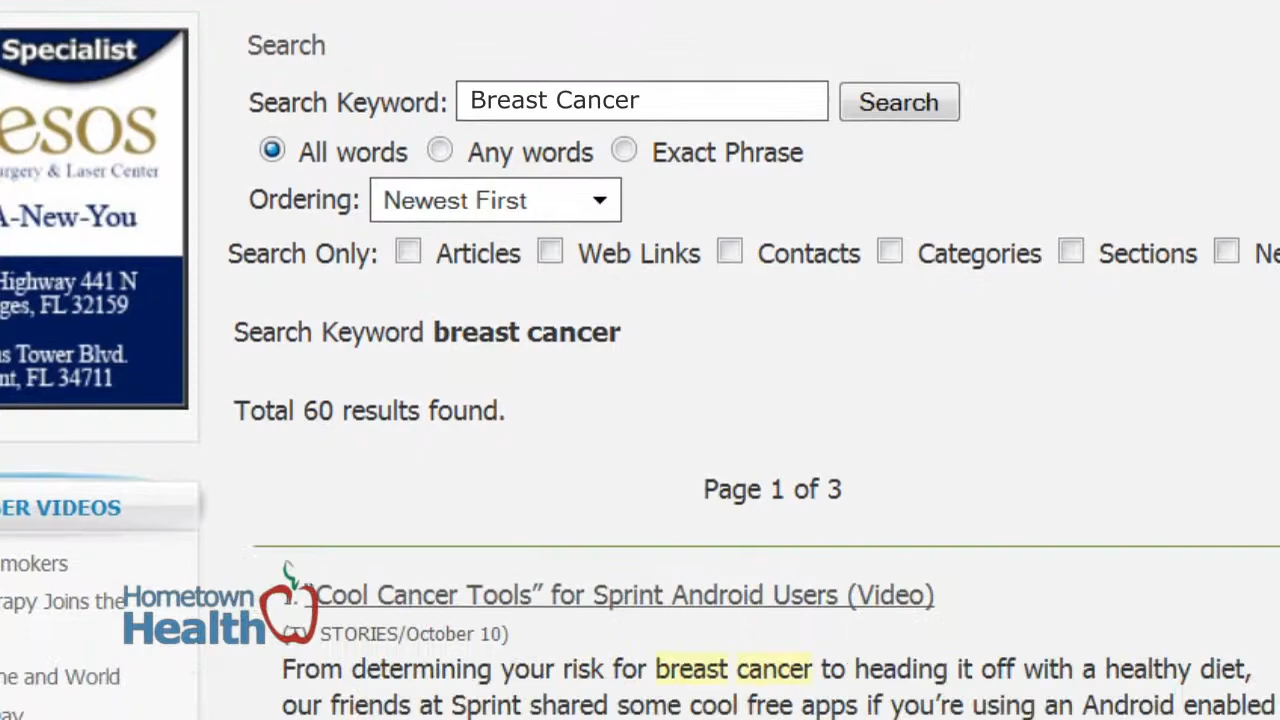 Specialist
esos
urgery & Laser Center
A-New-You
Highway 441 N
ges, FL 32159
us Tower Blvd.
nt, FL 34711
Search
Search Keyword: Breast Cancer Search
All words Any words Exact Phrase
Ordering: Newest First
Search Only: Articles Web Links Contacts Categories Sections Ne
Search Keyword breast cancer
Total 60 results found.
Page 1 of 3
ER VIDEOS
mokers
rapy Joins the
ne and World
Hometown
Health
1. “Cool Cancer Tools” for Sprint Android Users (Video)
(TV STORIES/October 10)
From determining your risk for breast cancer to heading it off with a healthy diet,
our friends at Sprint shared some cool free apps if you’re using an Android enabled